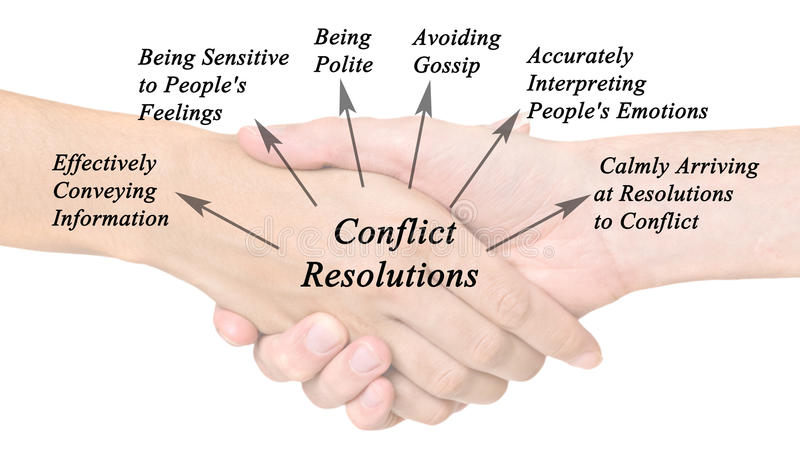 Effectively
Conveying
Information
Being Sensitive
to People's
Feelings
Being
Polite
Avoiding
Gossip
Accurately
Interpreting
People's Emotions
Calmly Arriving
at Resolutions
to Conflict
Conflict
Resolutions
dreamstime